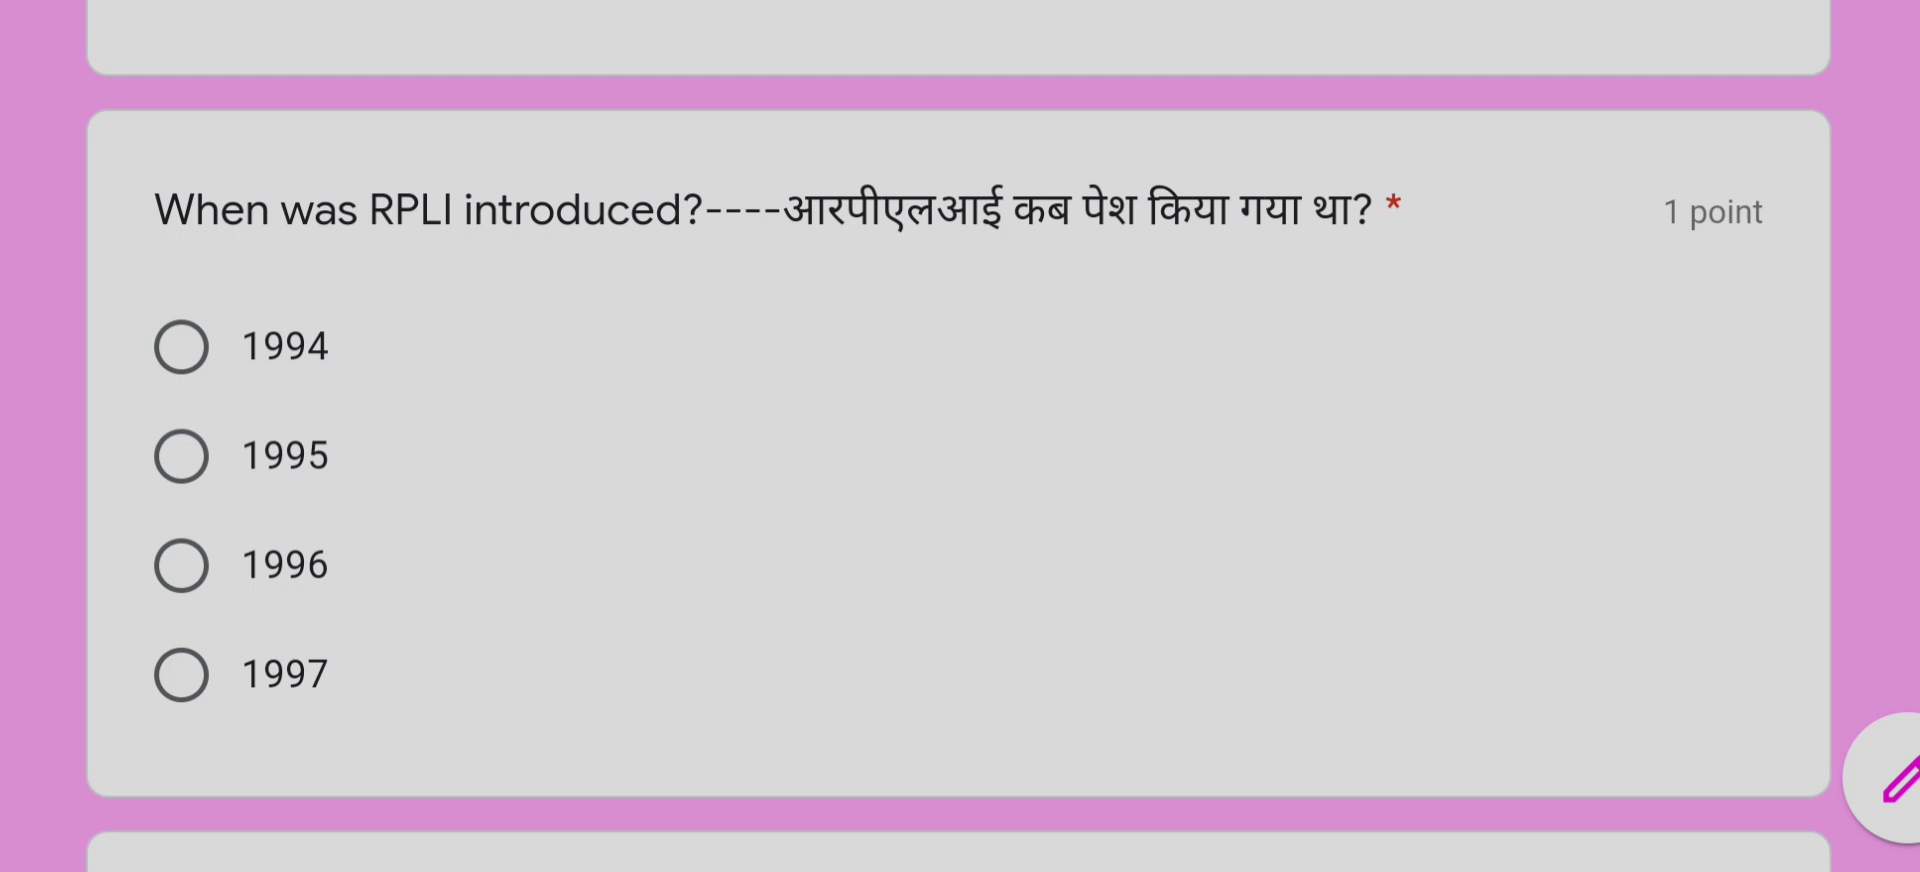 When was RPLI introduced?----आरपीएलआई कब पेश किया गया था? *
1 point
1994
1995
1996
1997